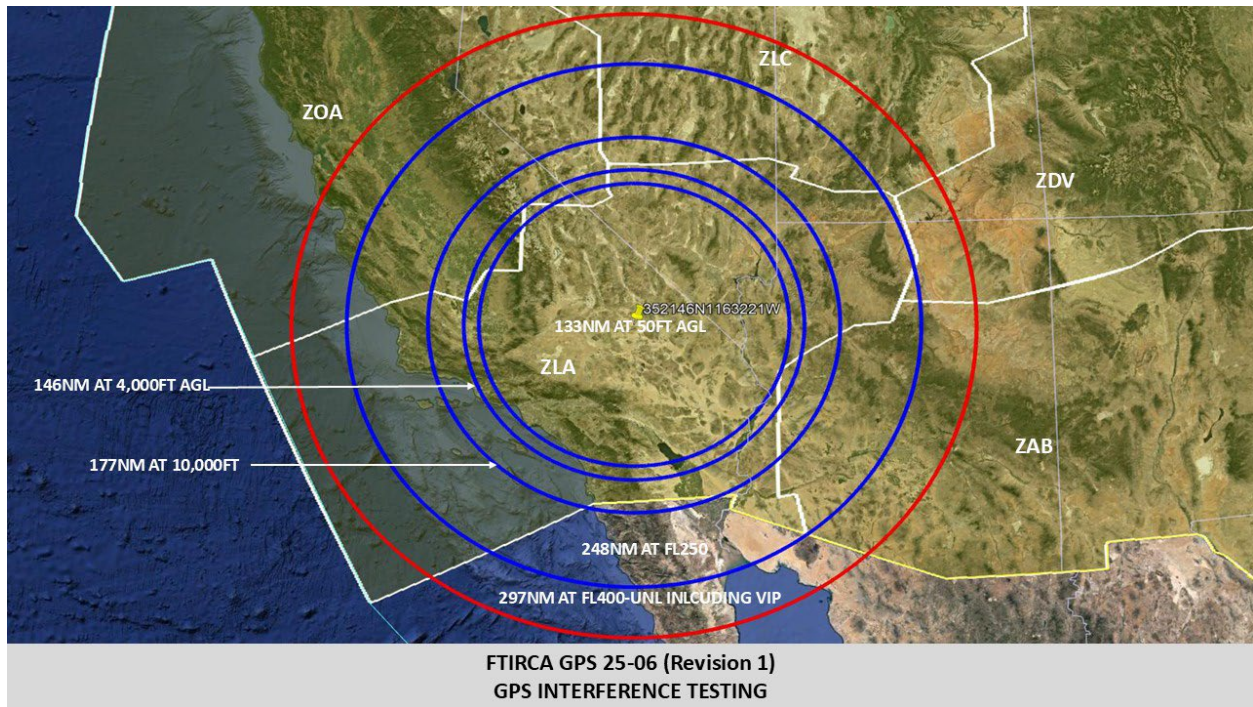 ZLC
ZOA
ZDV
352146N1163221W
133NM AT 50FT AGL
ZLA
146NM AT 4,000FT AGL
ZAB
177NM AT 10,000FT
248NM AT FL250
297NM AT FL400-UNL INLCUDING VIP
FTIRCA GPS 25-06 (Revision 1)
GPS INTERFERENCE TESTING